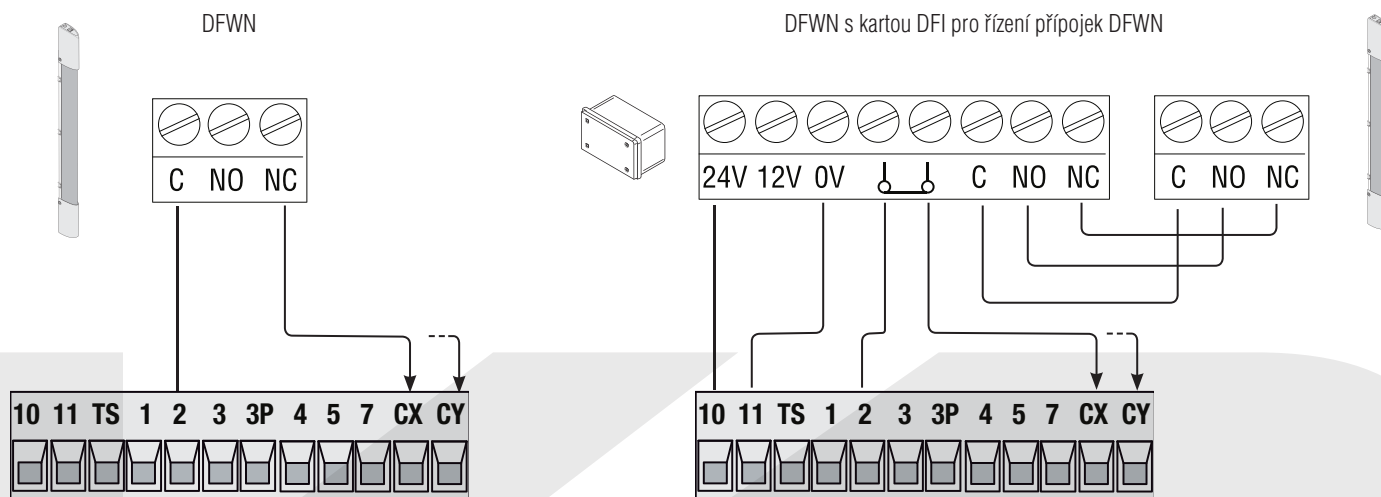 DFWN
DFWN s kartou DFI pro řízení přípojek DFWN
C NO NC
24V 12V 0V C NO NC
C NO NC
10 11 TS 1 2 3 3P 4 5 7 CX CY
10 11 TS 1 2 3 3P 4 5 7 CX CY